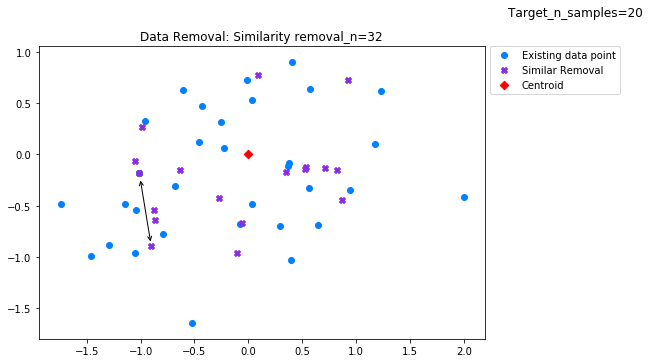 Target_n_samples=20
Data Removal: Similarity removal_n=32
1.0
0.5
0.0
−0.5
−1.0
−1.5
−1.5
−1.0
−0.5
0.0
0.5
1.0
1.5
2.0
Existing data point
Similar Removal
Centroid